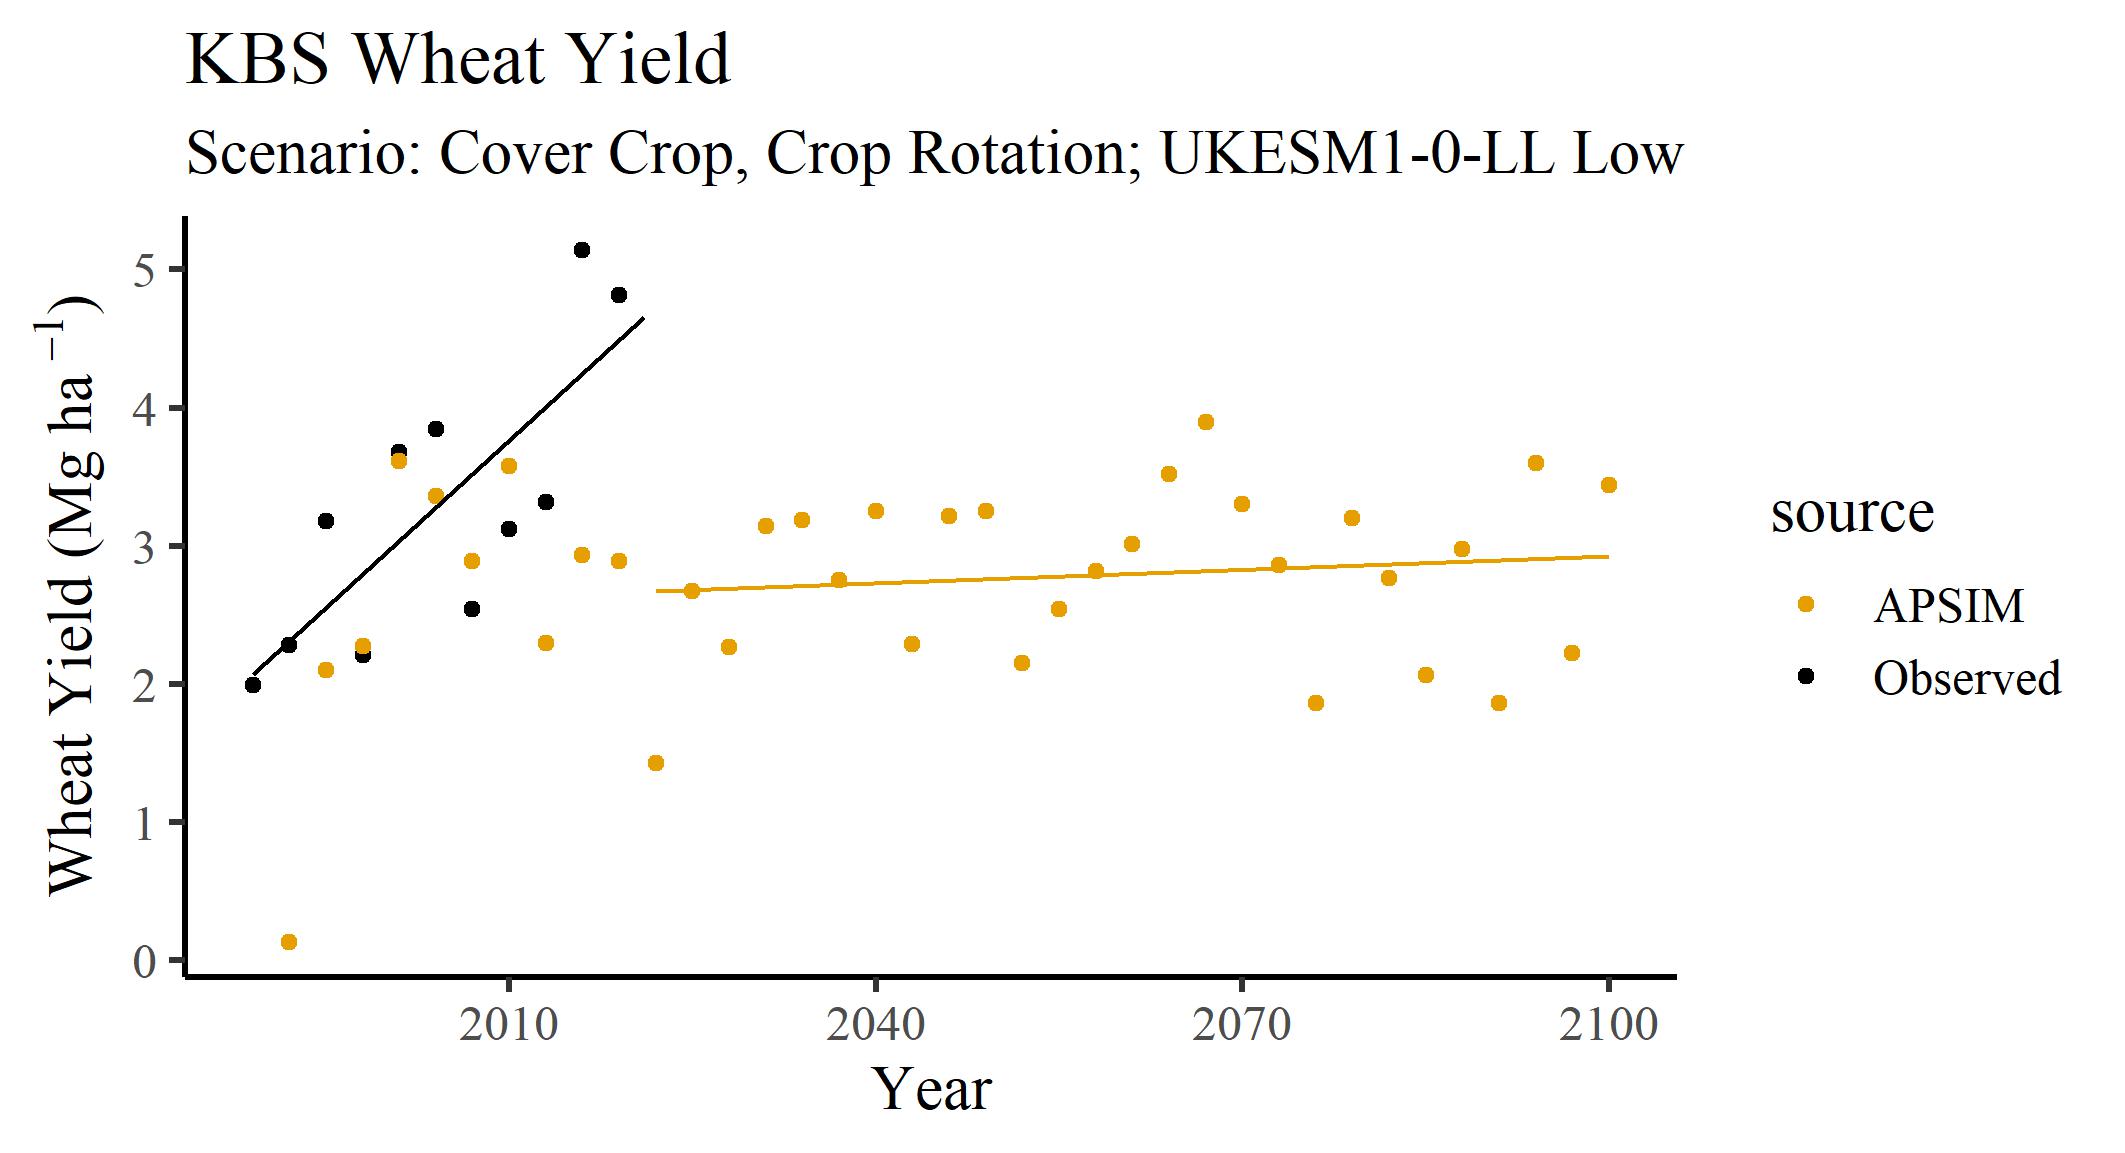 KBS Wheat Yield
Scenario: Cover Crop, Crop Rotation; UKESM1-0-LL Low
Wheat Yield (Mg ha −1)
5
4
3
2
1
0
2010 2040 2070 2100
Year
source
APSIM
Observed